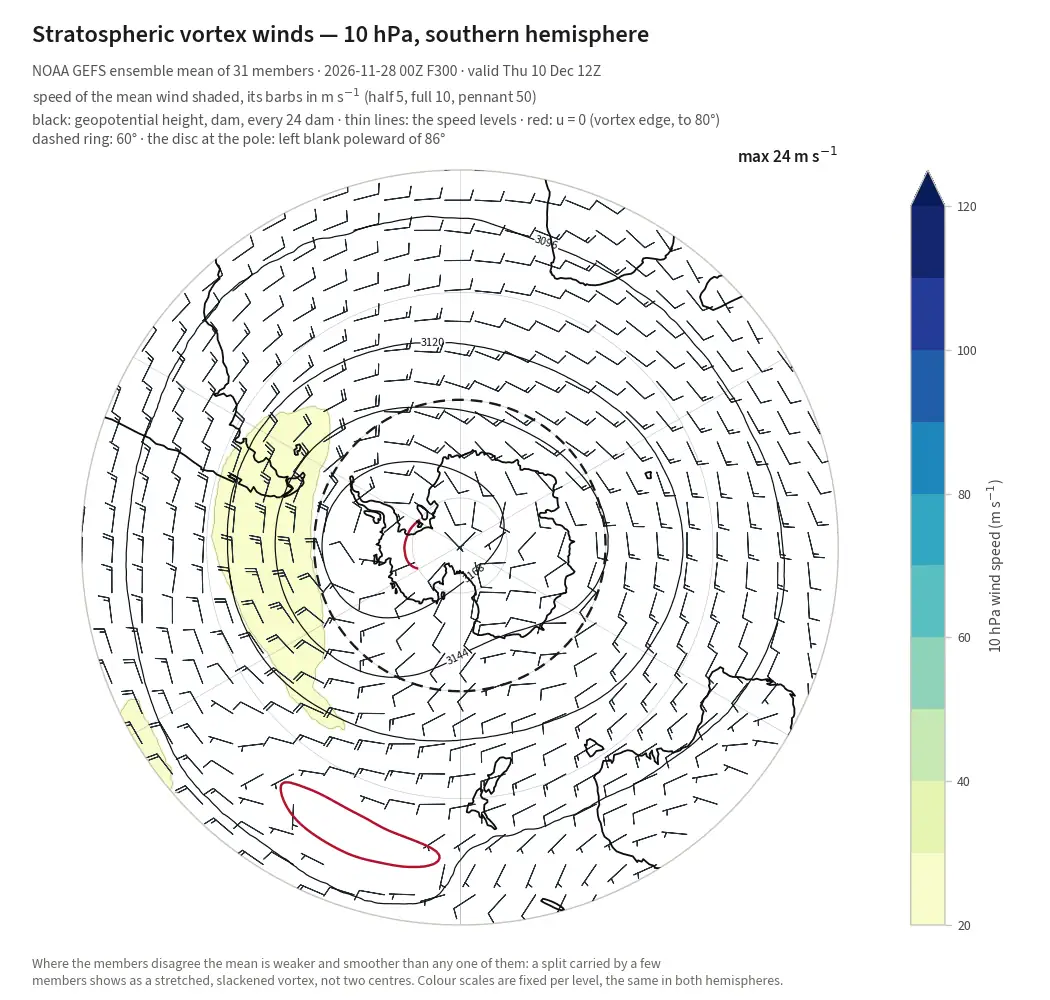 Stratospheric vortex winds — 10 hPa, southern hemisphere
NOAA GEFS ensemble mean of 31 members · 2026-11-28 00Z F300 · valid Thu 10 Dec 12Z
speed of the mean wind shaded, its barbs in m s⁻¹ (half 5, full 10, pennant 50)
black: geopotential height, dam, every 24 dam · thin lines: the speed levels · red: u = 0 (vortex edge, to 80°)
dashed ring: 60° · the disc at the pole: left blank poleward of 86°
max 24 m s⁻¹
3096
3120
3168
3144
120
100
80
60
40
20
10 hPa wind speed (m s⁻¹)
Where the members disagree the mean is weaker and smoother than any one of them: a split carried by a few
members shows as a stretched, slackened vortex, not two centres. Colour scales are fixed per level, the same in both hemispheres.